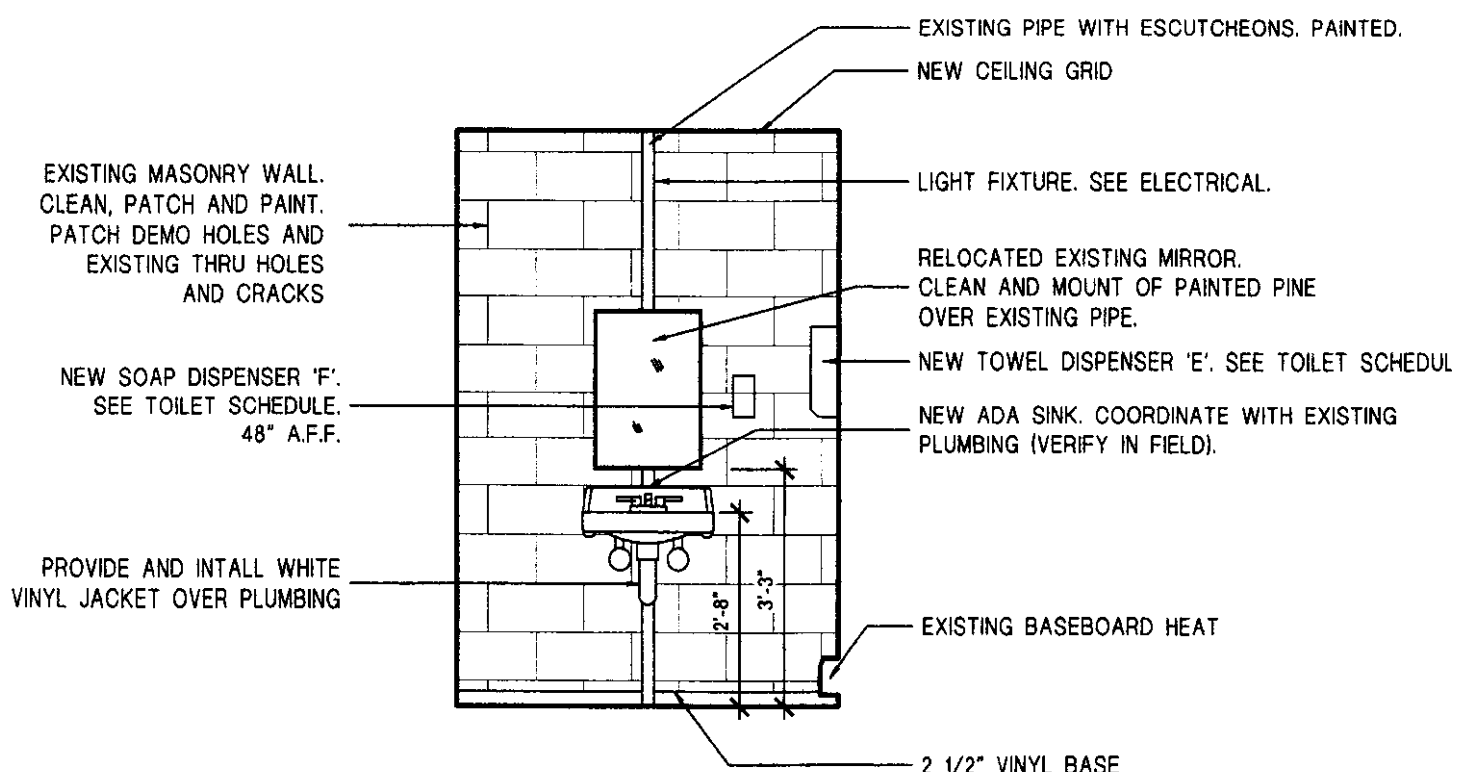 EXISTING PIPE WITH ESCUTCHEONS. PAINTED.
NEW CEILING GRID
EXISTING MASONRY WALL.
CLEAN, PATCH AND PAINT.
PATCH DEMO HOLES AND
EXISTING THRU HOLES
AND CRACKS
LIGHT FIXTURE. SEE ELECTRICAL.
RELOCATED EXISTING MIRROR.
CLEAN AND MOUNT OF PAINTED PINE
OVER EXISTING PIPE.
NEW SOAP DISPENSER 'F'.
SEE TOILET SCHEDULE.
48" A.F.F.
NEW TOWEL DISPENSER 'E'. SEE TOILET SCHEDUL
NEW ADA SINK. COORDINATE WITH EXISTING
PLUMBING (VERIFY IN FIELD).
PROVIDE AND INTALL WHITE
VINYL JACKET OVER PLUMBING
2'-8"
3'-3"
EXISTING BASEBOARD HEAT
2 1/2" VINYL BASE